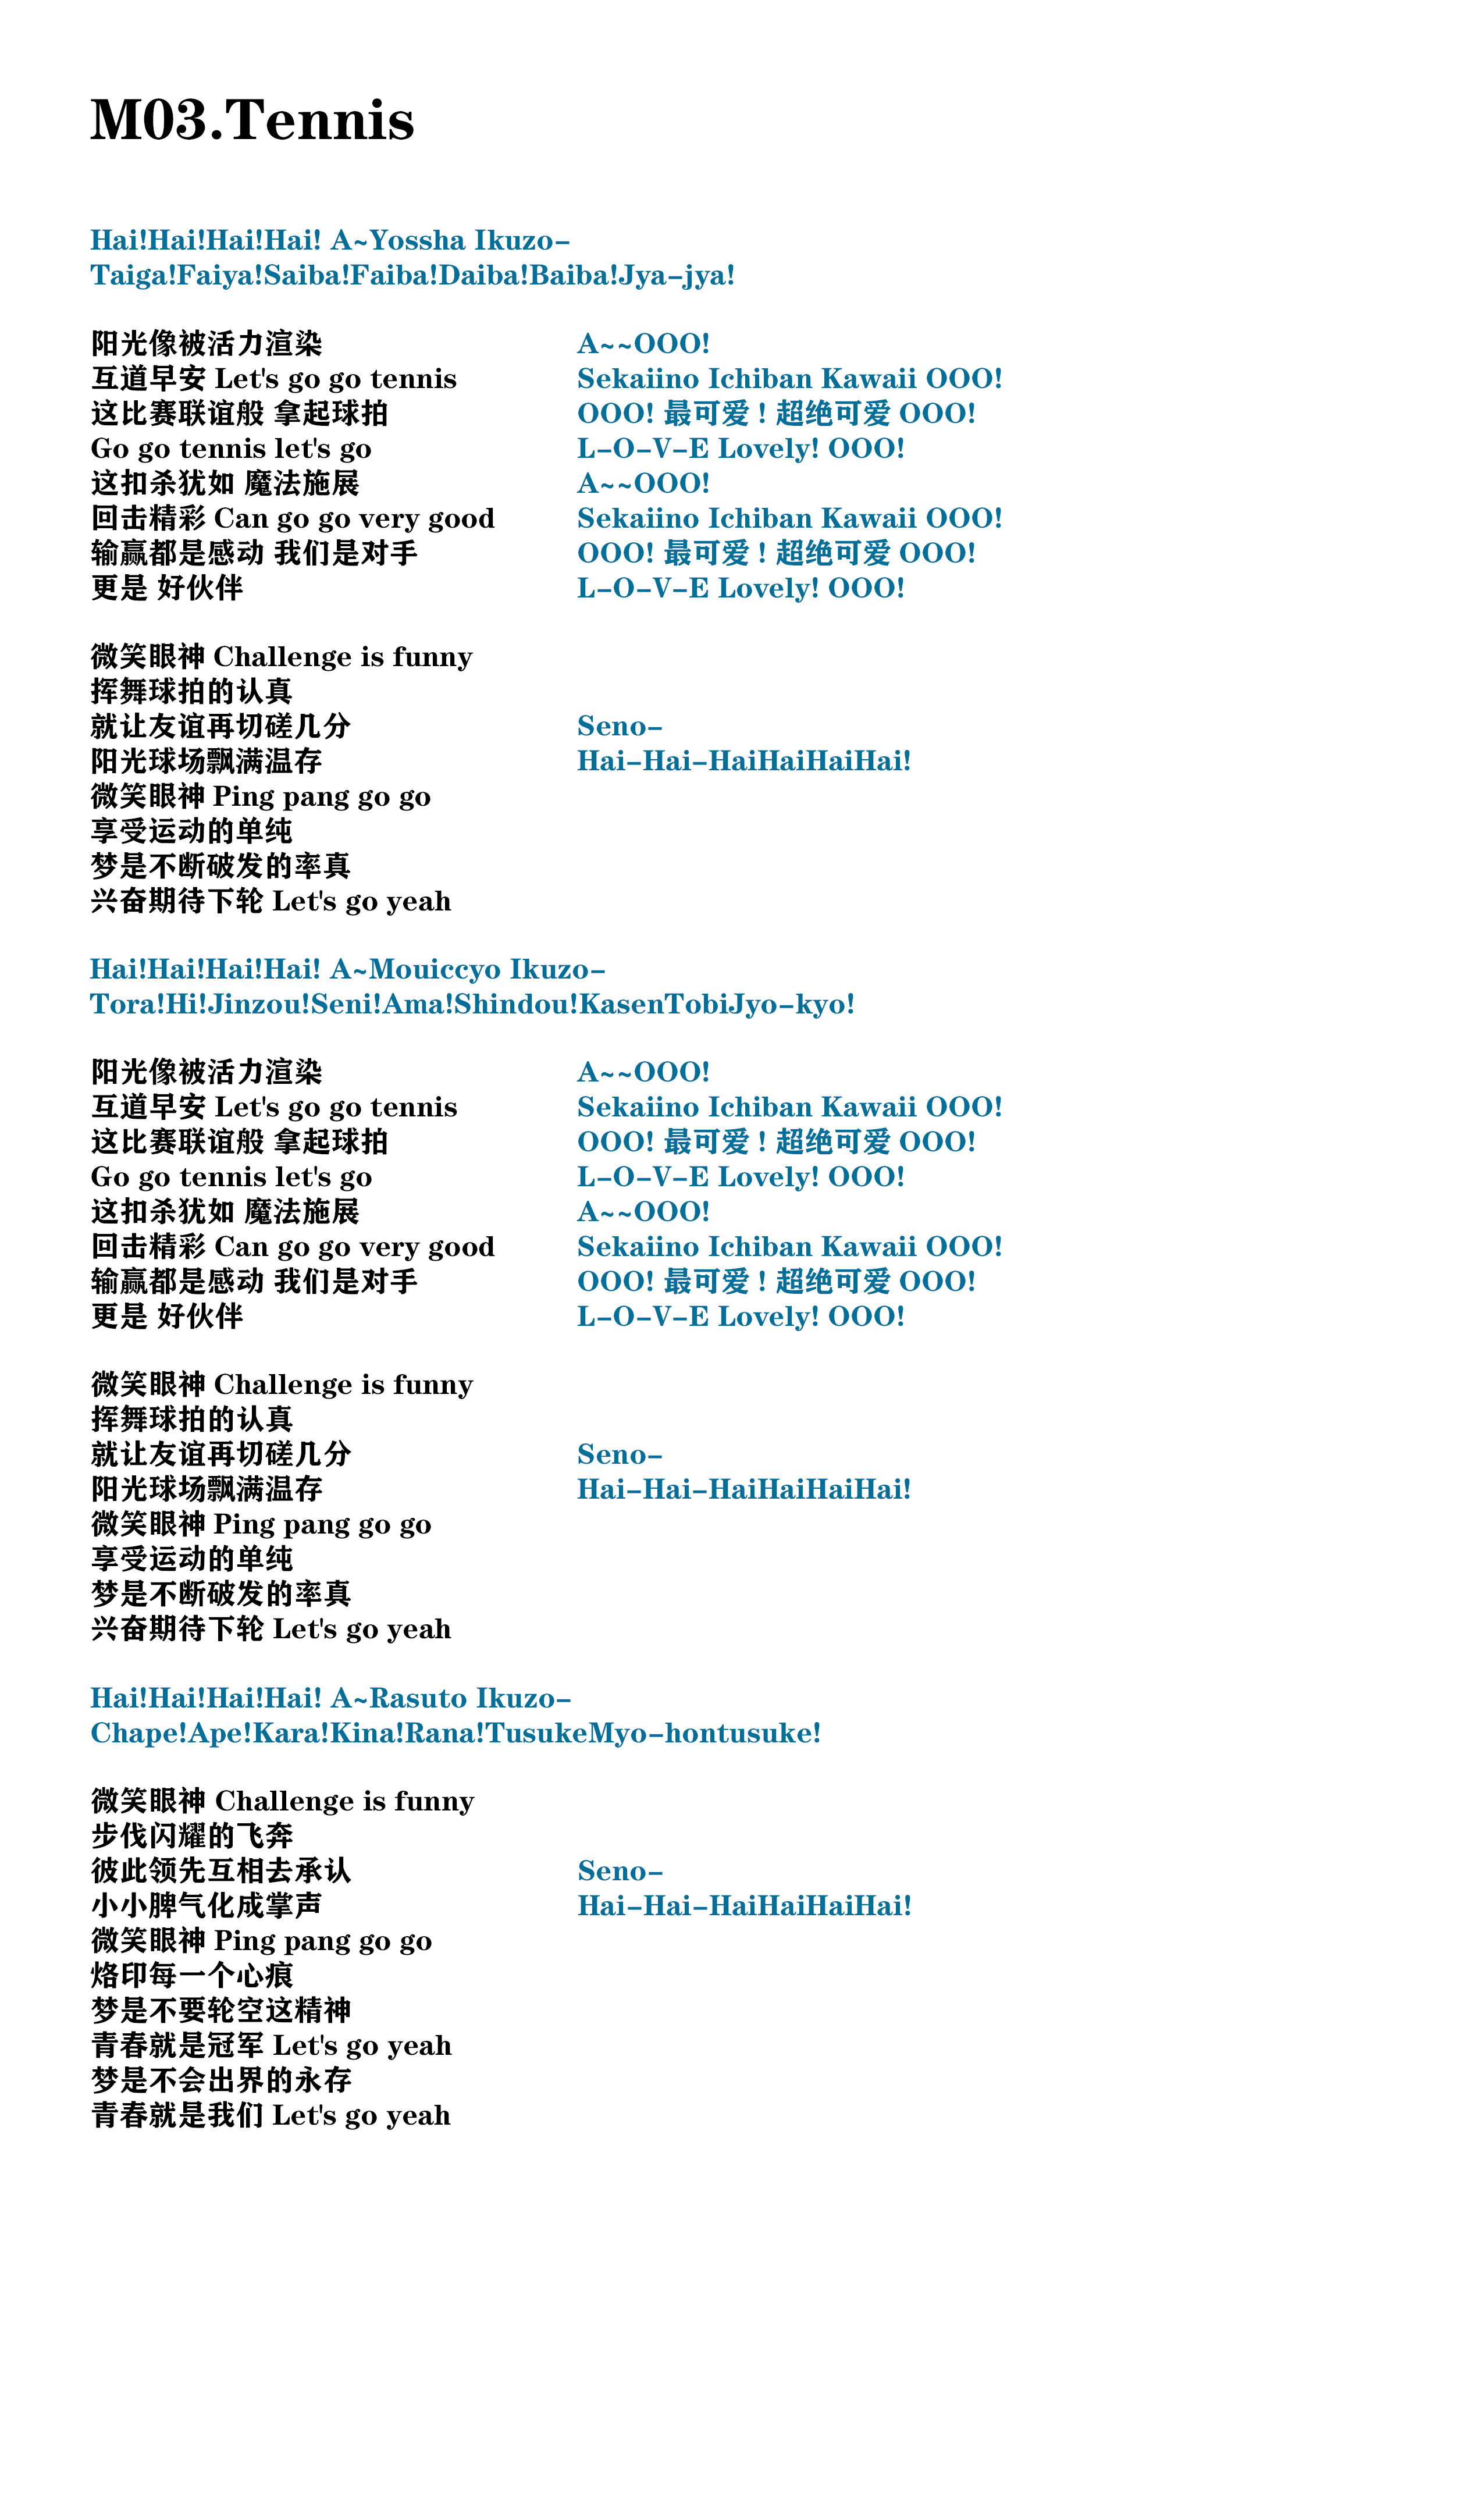 M03.Tennis
Hai!Hai!Hai!Hai! A~Yossha Ikuzo-
Taiga!Faiya!Saiba!Faiba!Daiba!Baiba!Jya-jya!
阳光像被活力渲染 A~~OOO!
互道早安 Let's go go tennis Sekaiino Ichiban Kawaii OOO!
这比赛联谊般 拿起球拍 OOO! 最可爱！超绝可爱 OOO!
Go go tennis let's go L-O-V-E Lovely! OOO!
这扣杀犹如 魔法施展 A~~OOO!
回击精彩 Can go go very good Sekaiino Ichiban Kawaii OOO!
输赢都是感动 我们是对手 OOO! 最可爱！超绝可爱 OOO!
更是 好伙伴 L-O-V-E Lovely! OOO!
微笑眼神 Challenge is funny
挥舞球拍的认真
就让友谊再切磋几分 Seno-
阳光球场飘满温存 Hai-Hai-HaiHaiHaiHai!
微笑眼神 Ping pang go go
享受运动的单纯
梦是不断破发的率真
兴奋期待下轮 Let's go yeah
Hai!Hai!Hai!Hai! A~Mouiccyo Ikuzo-
Tora!Hi!Jinzou!Seni!Ama!Shindou!KasenTobiJyo-kyo!
阳光像被活力渲染 A~~OOO!
互道早安 Let's go go tennis Sekaiino Ichiban Kawaii OOO!
这比赛联谊般 拿起球拍 OOO! 最可爱！超绝可爱 OOO!
Go go tennis let's go L-O-V-E Lovely! OOO!
这扣杀犹如 魔法施展 A~~OOO!
回击精彩 Can go go very good Sekaiino Ichiban Kawaii OOO!
输赢都是感动 我们是对手 OOO! 最可爱！超绝可爱 OOO!
更是 好伙伴 L-O-V-E Lovely! OOO!
微笑眼神 Challenge is funny
挥舞球拍的认真
就让友谊再切磋几分 Seno-
阳光球场飘满温存 Hai-Hai-HaiHaiHaiHai!
微笑眼神 Ping pang go go
享受运动的单纯
梦是不断破发的率真
兴奋期待下轮 Let's go yeah
Hai!Hai!Hai!Hai! A~Rasuto Ikuzo-
Chape!Ape!Kara!Kina!Rana!TusukeMyo-hontusuke!
微笑眼神 Challenge is funny
步伐闪耀的飞奔
彼此领先互相去承认 Seno-
小小脾气化成掌声 Hai-Hai-HaiHaiHaiHai!
微笑眼神 Ping pang go go
烙印每一个心痕
梦是不要轮空这精神
青春就是冠军 Let's go yeah
梦是不会出界的永存
青春就是我们 Let's go yeah